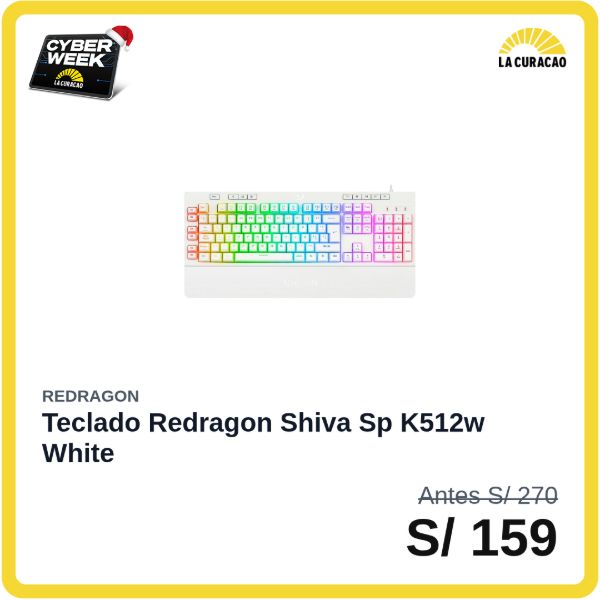 CYBER
WEEK
LA CURACAO
LA CURACAO
REDRAGON
Teclado Redragon Shiva Sp K512w
White
Antes S/ 270
S/ 159